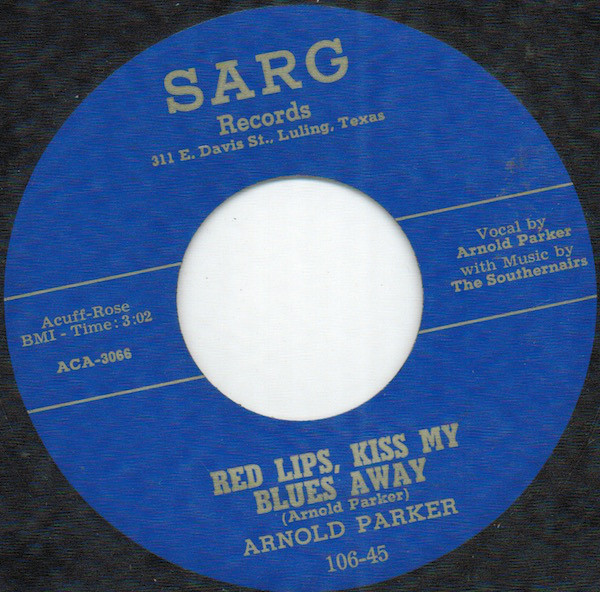 SARG
Records
311 E. Davis St., Luling, Texas
Vocal by
Arnold Parker
with Music by
The Southernairs
Acuff-Rose
BMI - Time: 3:02
ACA-3066
RED LIPS, KISS MY
BLUES AWAY
(Arnold Parker)
ARNOLD PARKER
106-45